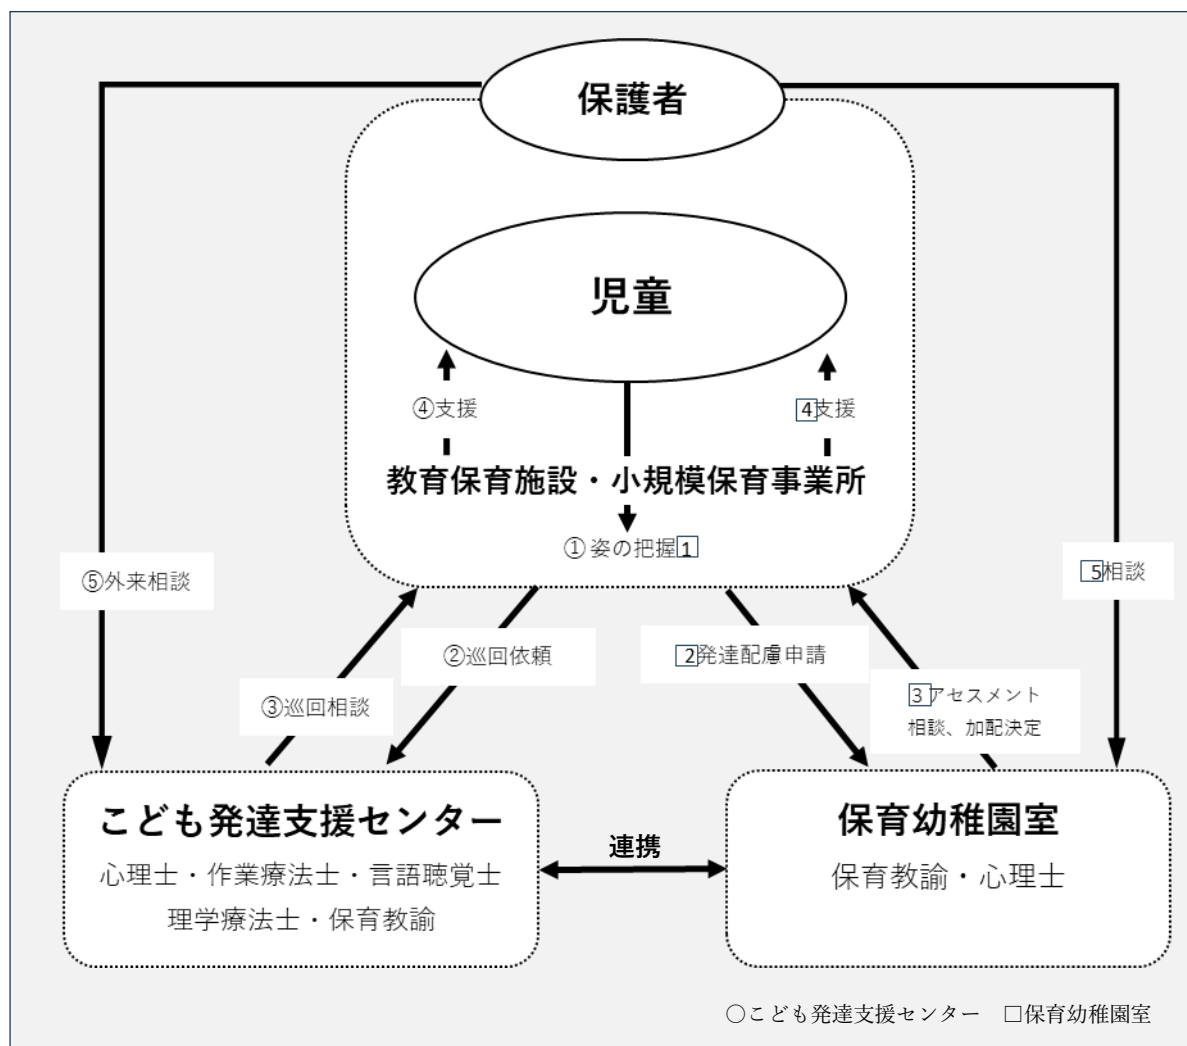 保護者
児童
④支援
4支援
教育保育施設・小規模保育事業所
①姿の把握1
⑤外来相談
5相談
②巡回依頼
2発達配慮申請
③巡回相談
3アセスメント
相談、加配決定
こども発達支援センター
心理士・作業療法士・言語聴覚士
理学療法士・保育教諭
連携
保育幼稚園室
保育教諭・心理士
○こども発達支援センター　□保育幼稚園室